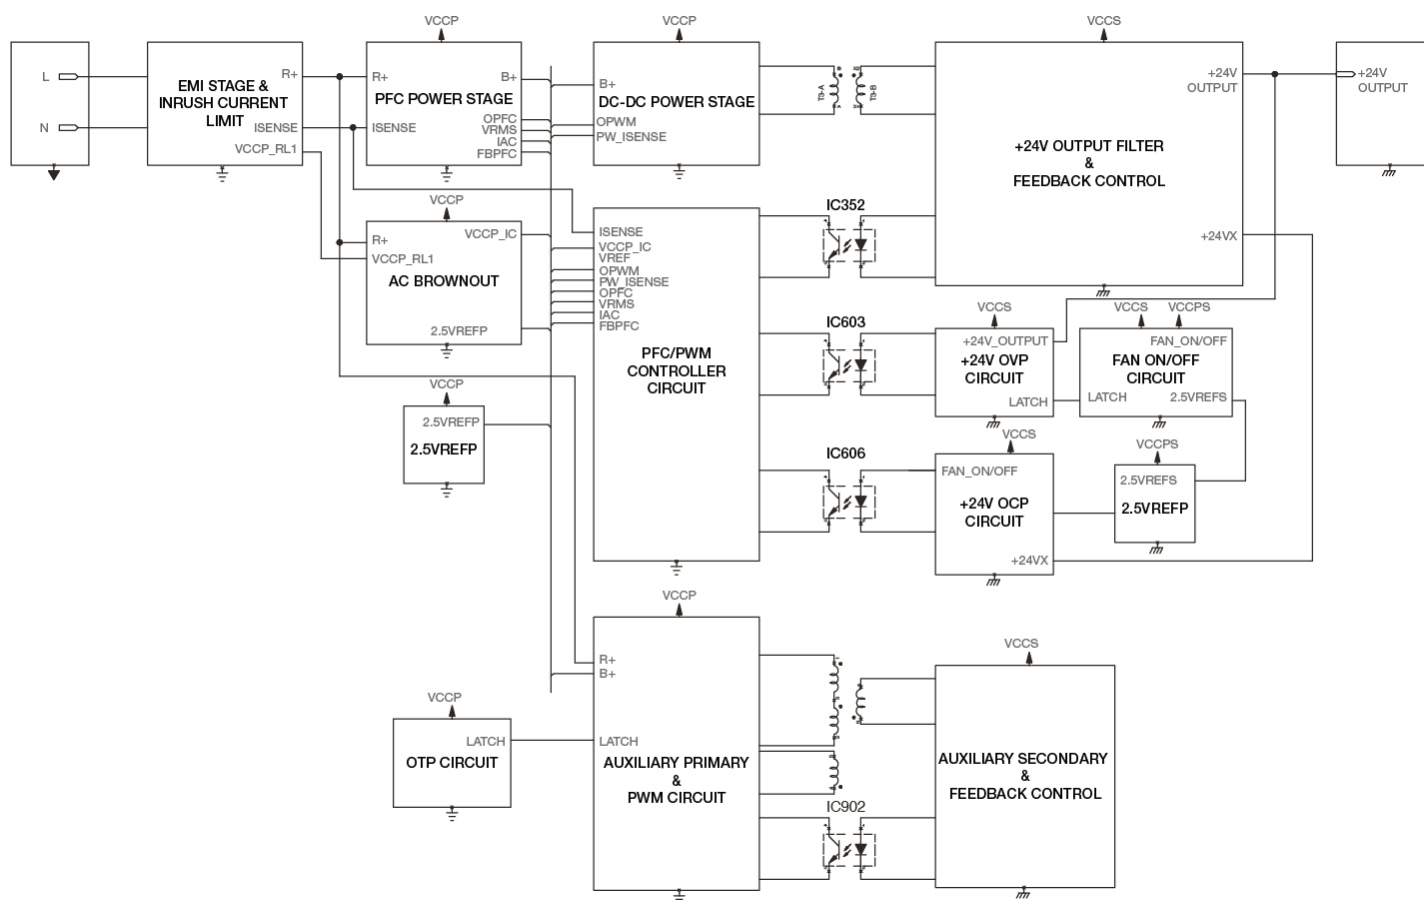 VCCP
VCCP
VCCS
L
N
EMI STAGE &
INRUSH CURRENT
LIMIT
R+
ISENSE
VCCP_RL1
R+
PFC POWER STAGE
ISENSE
B+
OPFC
VRMS
IAC
FBPFC
B+
DC-DC POWER STAGE
OPWM
PW_ISENSE
T3-A
T3-B
+24V
OUTPUT
+24V OUTPUT FILTER
&
FEEDBACK CONTROL
+24VX
+24V
OUTPUT
VCCP
R+
VCCP_RL1
VCCP_IC
AC BROWNOUT
2.5VREFP
ISENSE
VCCP_IC
VREF
OPWM
PW_ISENSE
OPFC
VRMS
IAC
FBPFC
PFC/PWM
CONTROLLER
CIRCUIT
IC352
IC603
IC606
VCCS
+24V_OUTPUT
+24V OVP
CIRCUIT
LATCH
VCCS
VCCPS
FAN_ON/OFF
FAN ON/OFF
CIRCUIT
LATCH
2.5VREFS
VCCP
2.5VREFP
2.5VREFP
VCCS
FAN_ON/OFF
+24V OCP
CIRCUIT
+24VX
VCCPS
2.5VREFS
2.5VREFP
VCCP
R+
B+
LATCH
AUXILIARY PRIMARY
&
PWM CIRCUIT
VCCP
LATCH
OTP CIRCUIT
IC902
VCCS
AUXILIARY SECONDARY
&
FEEDBACK CONTROL